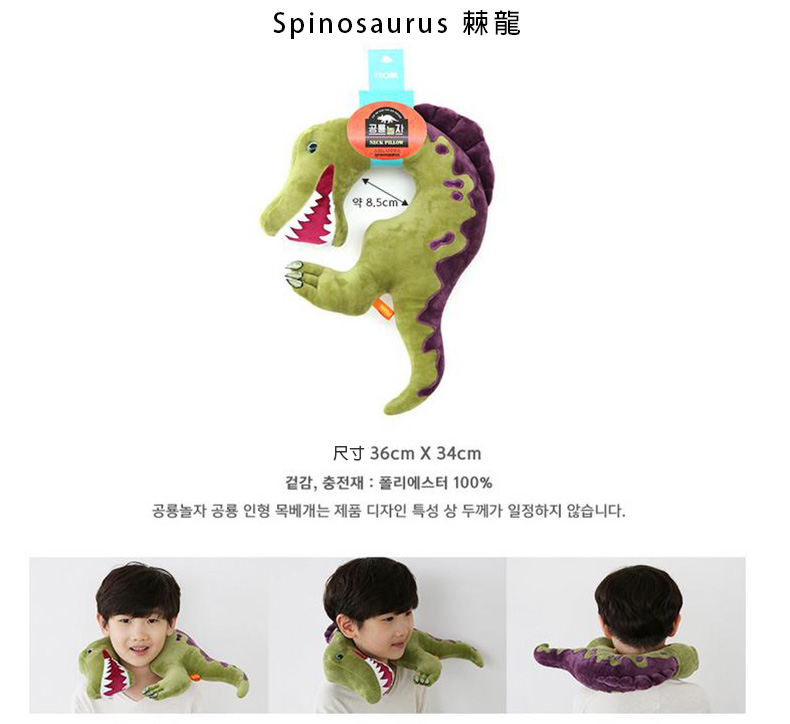 Spinosaurus 棘龍
공룡놀자
NECK PILLOW
약 8.5cm
尺寸 36cm X 34cm
겉감, 충전재 : 폴리에스터 100%
공룡놀자 공룡 인형 목베개는 제품 디자인 특성 상 두께가 일정하지 않습니다.